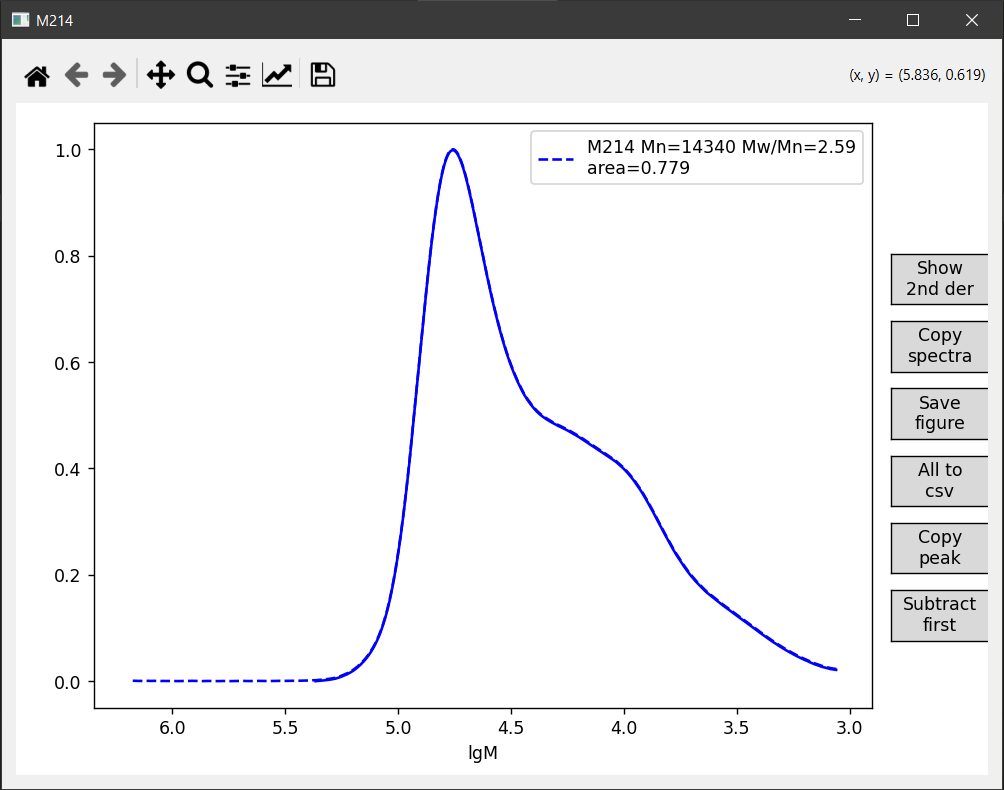 M214
(x, y) = (5.836, 0.619)
M214 Mn=14340 Mw/Mn=2.59
area=0.779
1.0
0.8
0.6
0.4
0.2
0.0
6.0 5.5 5.0 4.5 4.0 3.5 3.0
lgM
Show
2nd der
Copy
spectra
Save
figure
All to
csv
Copy
peak
Subtract
first